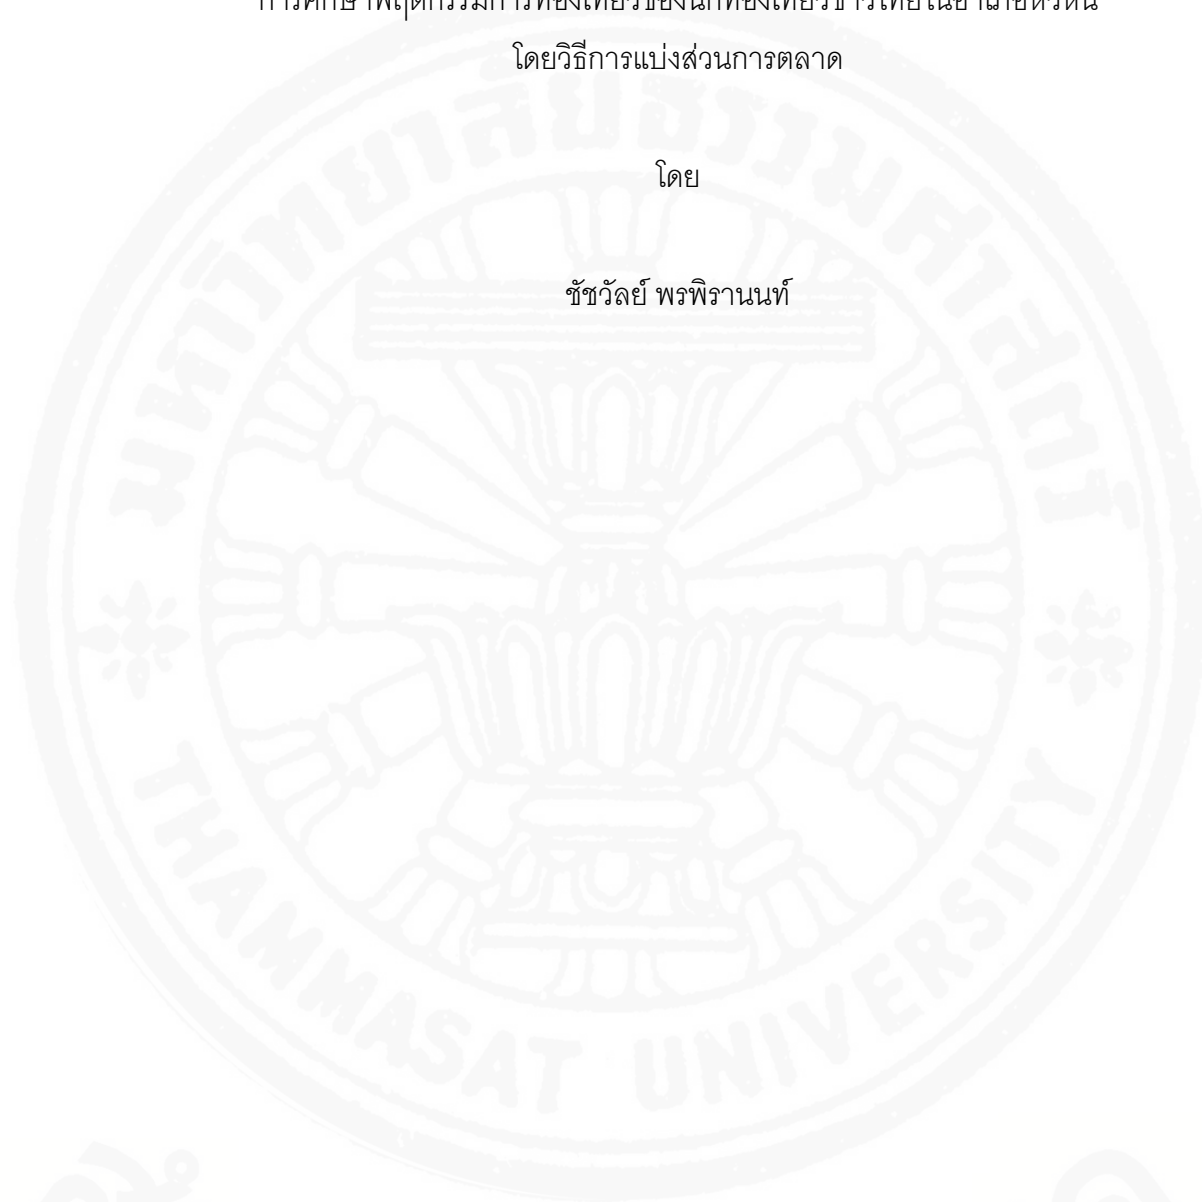 การศึกษาพฤติกรรมการท่องเที่ยวของนักท่องเที่ยวชาวไทยในอำเภอหัวหิน
โดยวิธีการแบ่งส่วนการตลาด
โดย
ชัชวัลย์ พรพิรานนท์
มหาวิทยาลัยธรรมศาสตร์
THAMMASAT UNIVERSITY